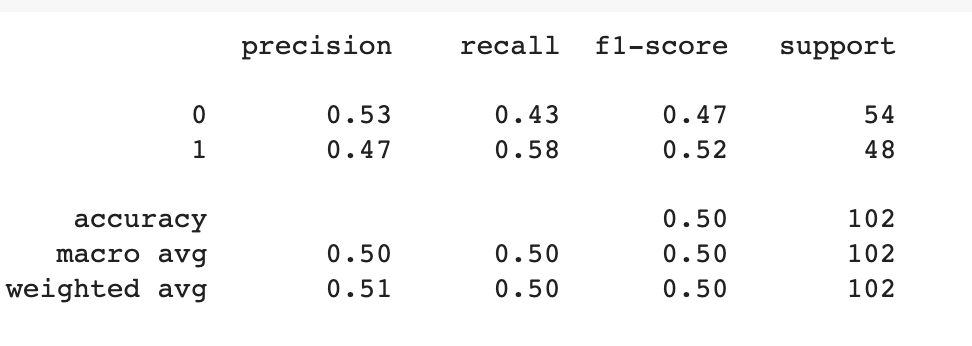 precision recall f1-score support
0 0.53 0.43 0.47 54
1 0.47 0.58 0.52 48
accuracy 0.50 102
macro avg 0.50 0.50 0.50 102
weighted avg 0.51 0.50 0.50 102